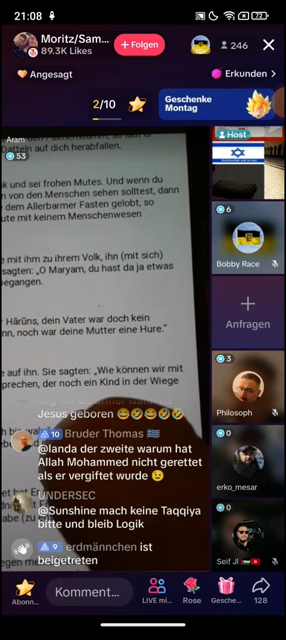 21:08
72
Moritz/Sam...
89.3K Likes
+ Folgen
246
Angesagt
Erkunden >
2/10
Geschenke
Montag
Aram
53
Datteln auf dich herabfallen.
und sei frohen Mutes. Und wenn du
von den Menschen sehen solltest, dann
dem Allerbarmer Fasten gelobt, so
ute mit keinem Menschenwesen
e mit ihm zu ihrem Volk, ihn (mit sich)
sagten: „O Maryam, du hast da ja etwas
egangen.
Hārūns, dein Vater war doch kein
nn, noch war deine Mutter eine Hure.“
e auf ihn. Sie sagten: „Wie können wir mit
prechen, der noch ein Kind in der Wiege
Host
6
Bobby Race
+
Anfragen
3
Philosoph
0
erko_mesar
0
Seif JI 🇵🇸 🇹🇳
Jesus geboren 😂🤣😂🤣🤣
10 Bruder Thomas 🇬🇷
@landa der zweite warum hat
Allah Mohammed nicht gerettet
als er vergiftet wurde 😉
UNDERSEC
@Sunshine mach keine Taqqiya
bitte und bleib Logik
9 erdmännchen ist
beigetreten
Abonn...
Komment...
LIVE mi...
Rose
Gesche...
128